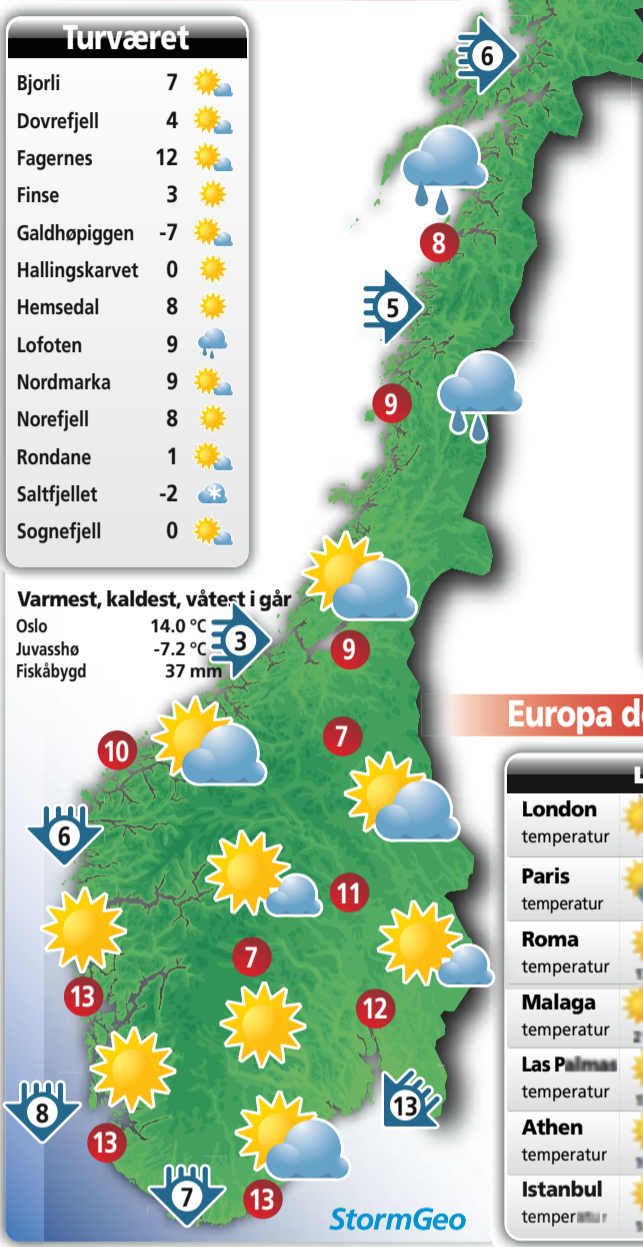 Turværet
Bjorli 7
Dovrefjell 4
Fagernes 12
Finse 3
Galdhøpiggen -7
Hallingskarvet 0
Hemsedal 8
Lofoten 9
Nordmarka 9
Norefjell 8
Rondane 1
Saltfjellet -2
Sognefjell 0
Varmest, kaldest, våtest i går
Oslo 14.0 °C
Juvasshø -7.2 °C
Fiskåbygd 37 mm
6
8
5
9
3
9
10
7
6
11
7
13
12
8
13
13
7
13
StormGeo
Europa
London
temperatur
Paris
temperatur
Roma
temperatur
Malaga
temperatur
Las
temperatur
Athen
temperatur
Istanbul